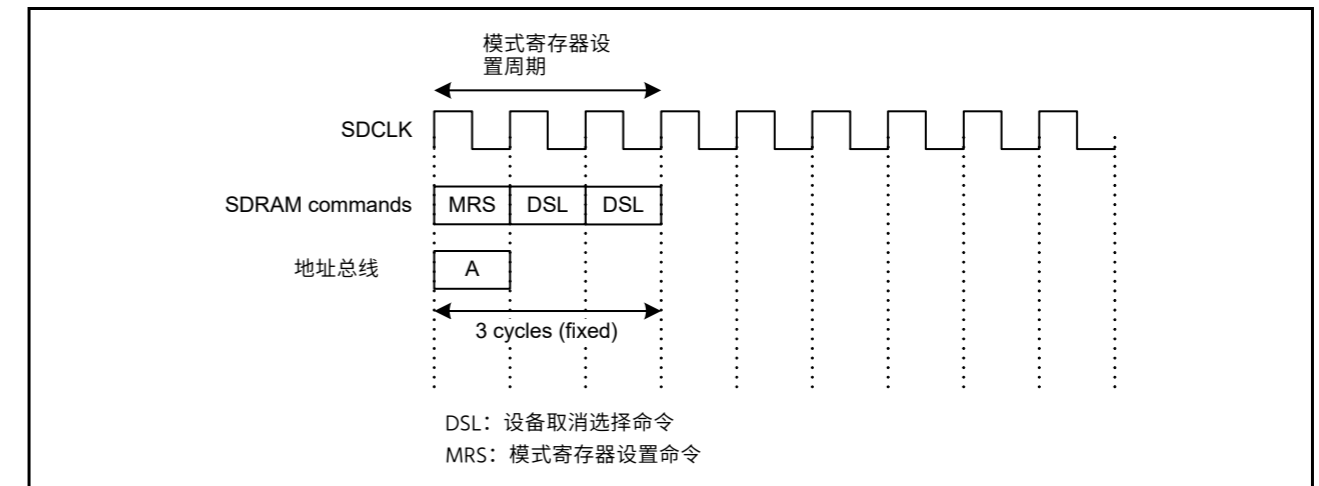 模式寄存器设
置周期
SDCLK
SDRAM commands MRS DSL DSL
地址总线 A
3 cycles (fixed)
DSL：设备取消选择命令
MRS：模式寄存器设置命令